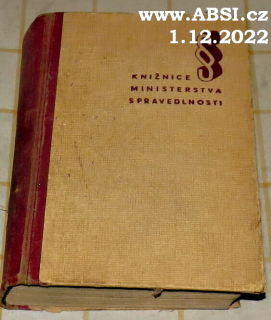 www.ABSI.cz
1.12.2022
§
KNIŽNICE
MINISTERSTVA
SPRAVEDLNOSTI